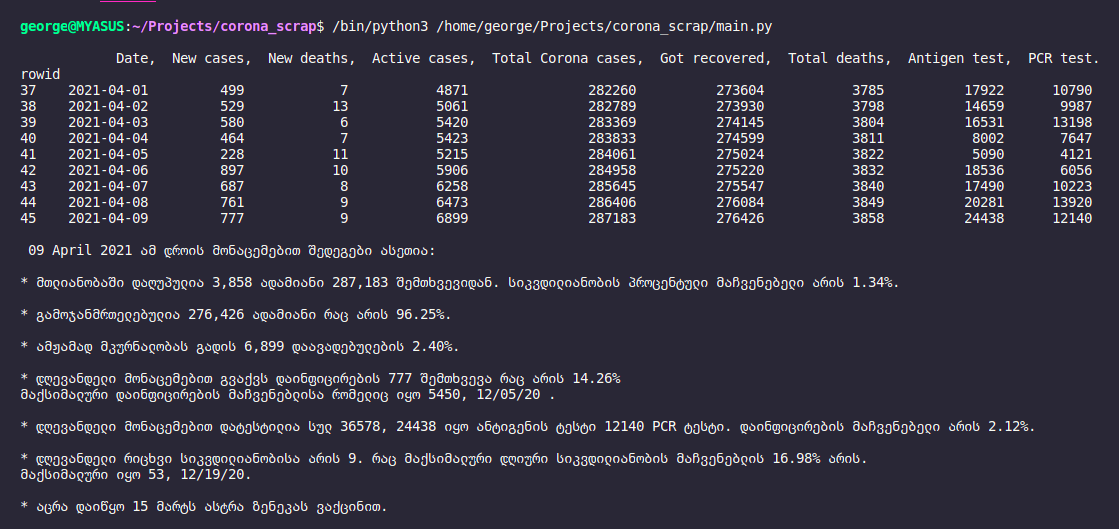 george@MYASUS:~/Projects/corona_scrap$ /bin/python3 /home/george/Projects/corona_scrap/main.py
Date, New cases, New deaths, Active cases, Total Corona cases, Got recovered, Total deaths, Antigen test, PCR test.
rowid
37 2021-04-01 499 7 4871 282260 273604 3785 17922 10790
38 2021-04-02 529 13 5061 282789 273930 3798 14659 9987
39 2021-04-03 580 6 5420 283369 274145 3804 16531 13198
40 2021-04-04 464 7 5423 283833 274599 3811 8002 7647
41 2021-04-05 228 11 5215 284061 275024 3822 5090 4121
42 2021-04-06 897 10 5906 284958 275220 3832 18536 6056
43 2021-04-07 687 8 6258 285645 275547 3840 17490 10223
44 2021-04-08 761 9 6473 286406 276084 3849 20281 13920
45 2021-04-09 777 9 6899 287183 276426 3858 24438 12140
09 April 2021 ამ დროის მონაცემებით შედეგები ასეთია:
* მთლიანობაში დაღუპულია 3,858 ადამიანი 287,183 შემთხვევიდან. სიკვდილიანობის პროცენტული მაჩვენებელი არის 1.34%.
* გამოჯანმრთელებულია 276,426 ადამიანი რაც არის 96.25%.
* ამჟამად მკურნალობას გადის 6,899 დაავადებულების 2.40%.
* დღევანდელი მონაცემებით გვაქვს დაინფიცირების 777 შემთხვევა რაც არის 14.26%
მაქსიმალური დაინფიცირების მაჩვენებლისა რომელიც იყო 5450, 12/05/20 .
* დღევანდელი მონაცემებით დატესტილია სულ 36578, 24438 იყო ანტიგენის ტესტი 12140 PCR ტესტი. დაინფიცირების მაჩვენებელი არის 2.12%.
* დღევანდელი რიცხვი სიკვდილიანობისა არის 9. რაც მაქსიმალური დღიური სიკვდილიანობის მაჩვენებლის 16.98% არის.
მაქსიმალური იყო 53, 12/19/20.
* აცრა დაიწყო 15 მარტს ასტრა ზენეკას ვაქცინით.